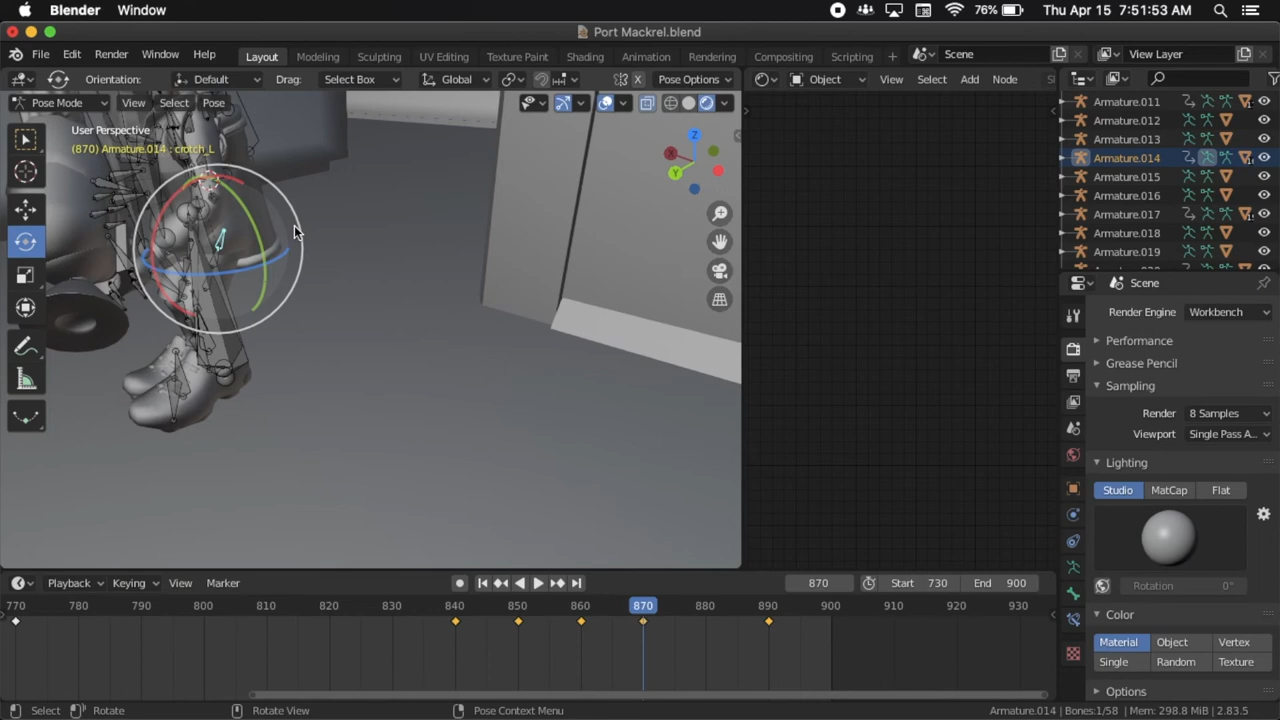 Blender Window 76% Thu Apr 15 7:51:53 AM
Port Mackrel.blend
File Edit Render Window Help Layout Modeling Sculpting UV Editing Texture Paint Shading Animation Rendering Compositing Scripting + Scene View Layer
Orientation: Default Drag: Select Box Global X Pose Options Object View Select Add Node
Pose Mode View Select Pose
User Perspective
(870) Armature.014 : crotch_L
Z
X
Y
Armature.011
Armature.012
Armature.013
Armature.014
Armature.015
Armature.016
Armature.017
Armature.018
Armature.019
Scene
Render Engine Workbench
Performance
Grease Pencil
Sampling
Render 8 Samples
Viewport Single Pass A...
Lighting
Studio MatCap Flat
Rotation 0°
Color
Material Object Vertex
Single Random Texture
Options
Playback Keying View Marker 870 Start 730 End 900
770 780 790 800 810 820 830 840 850 860 870 880 890 900 910 920 930
Select Rotate Rotate View Pose Context Menu Armature.014 | Bones:1/58 | Mem: 298.8 MiB | 2.83.5